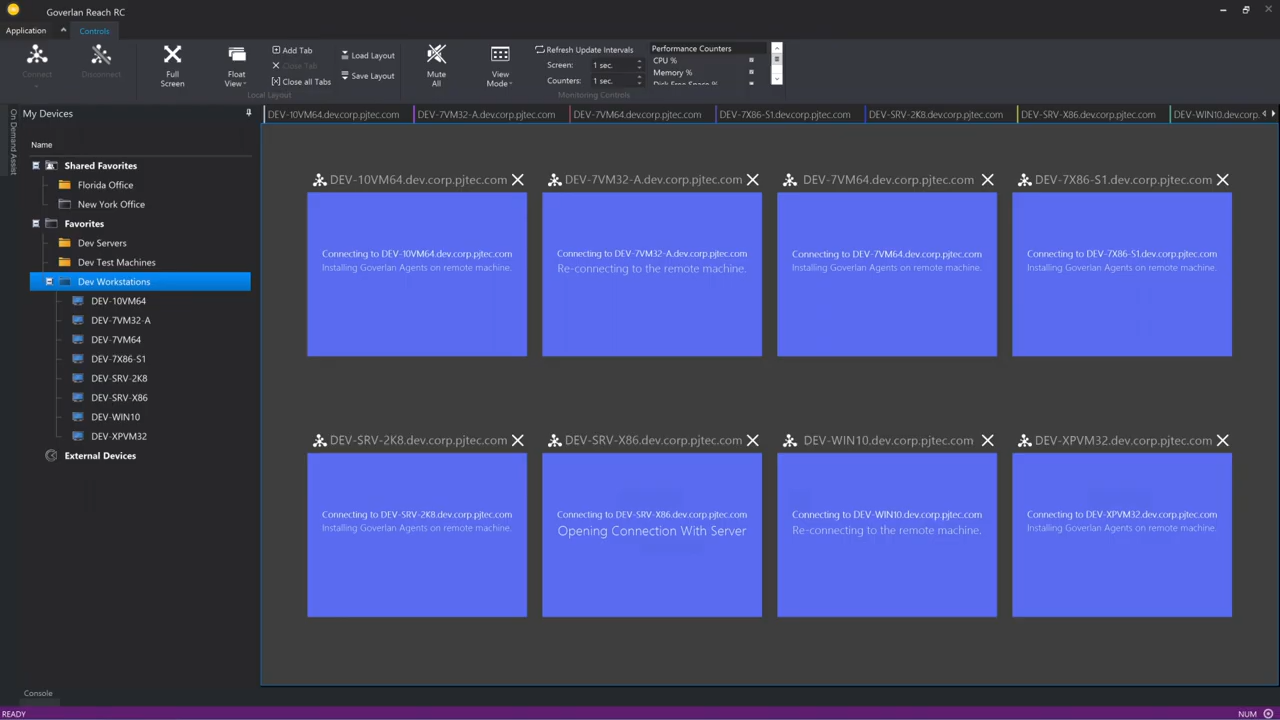 Goverlan Reach RC
Application
Controls
Connect
Disconnect
Full
Screen
Float
View
Add Tab
Close Tab
Close all Tabs
Load Layout
Save Layout
Local Layout
Mute
All
View
Mode
Refresh Update Intervals
Screen: 1 sec.
Counters: 1 sec.
Performance Counters
CPU %
Memory %
Disk Free Space %
Monitoring Controls
On Demand Assist
My Devices
Name
Shared Favorites
Florida Office
New York Office
Favorites
Dev Servers
Dev Test Machines
Dev Workstations
DEV-10VM64
DEV-7VM32-A
DEV-7VM64
DEV-7X86-S1
DEV-SRV-2K8
DEV-SRV-X86
DEV-WIN10
DEV-XPVM32
External Devices
DEV-10VM64.dev.corp.pjtec.com
DEV-7VM32-A.dev.corp.pjtec.com
DEV-7VM64.dev.corp.pjtec.com
DEV-7X86-S1.dev.corp.pjtec.com
DEV-SRV-2K8.dev.corp.pjtec.com
DEV-SRV-X86.dev.corp.pjtec.com
DEV-WIN10.dev.corp.
DEV-10VM64.dev.corp.pjtec.com
Connecting to DEV-10VM64.dev.corp.pjtec.com
Installing Goverlan Agents on remote machine.
DEV-7VM32-A.dev.corp.pjtec.com
Connecting to DEV-7VM32-A.dev.corp.pjtec.com
Re-connecting to the remote machine.
DEV-7VM64.dev.corp.pjtec.com
Connecting to DEV-7VM64.dev.corp.pjtec.com
Installing Goverlan Agents on remote machine.
DEV-7X86-S1.dev.corp.pjtec.com
Connecting to DEV-7X86-S1.dev.corp.pjtec.com
Installing Goverlan Agents on remote machine.
DEV-SRV-2K8.dev.corp.pjtec.com
Connecting to DEV-SRV-2K8.dev.corp.pjtec.com
Installing Goverlan Agents on remote machine.
DEV-SRV-X86.dev.corp.pjtec.com
Connecting to DEV-SRV-X86.dev.corp.pjtec.com
Opening Connection With Server
DEV-WIN10.dev.corp.pjtec.com
Connecting to DEV-WIN10.dev.corp.pjtec.com
Re-connecting to the remote machine.
DEV-XPVM32.dev.corp.pjtec.com
Connecting to DEV-XPVM32.dev.corp.pjtec.com
Installing Goverlan Agents on remote machine.
Console
READY
NUM